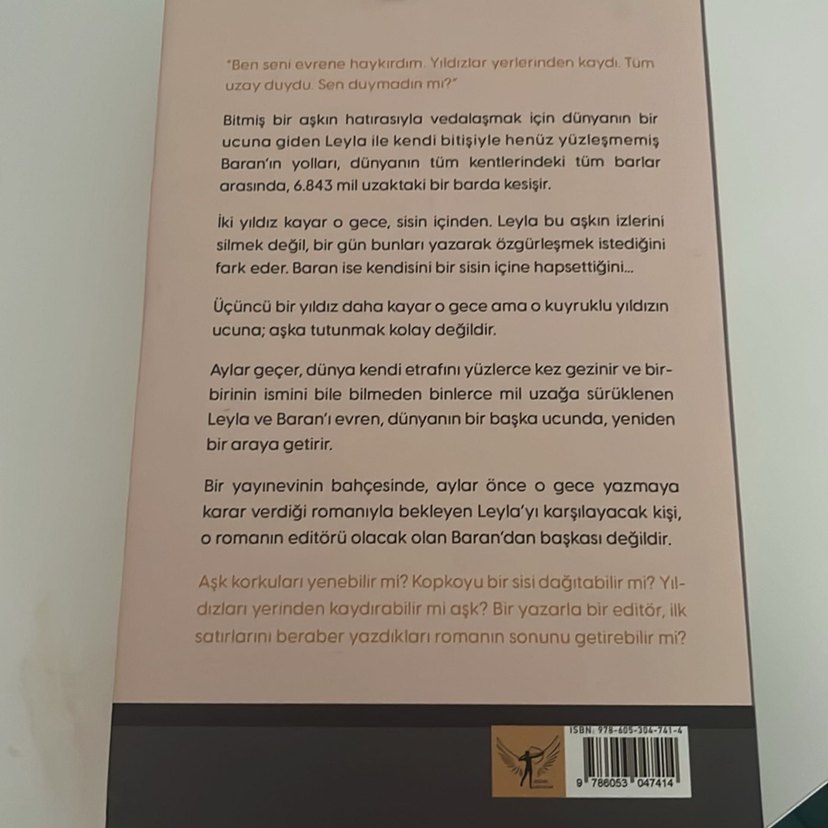 "Ben seni evrene haykırdım. Yıldızlar yerlerinden kaydı. Tüm
uzay duydu. Sen duymadın mı?"
Bitmiş bir aşkın hatırasıyla vedalaşmak için dünyanın bir
ucuna giden Leyla ile kendi bitişiyle henüz yüzleşmemiş
Baran'ın yolları, dünyanın tüm kentlerindeki tüm barlar
arasında, 6.843 mil uzaktaki bir barda kesişir.
İki yıldız kayar o gece, sisin içinden. Leyla bu aşkın izlerini
silmek değil, bir gün bunları yazarak özgürleşmek istediğini
fark eder. Baran ise kendisini bir sisin içine hapsettiğini...
Üçüncü bir yıldız daha kayar o gece ama o kuyruklu yıldızın
ucuna; aşka tutunmak kolay değildir.
Aylar geçer, dünya kendi etrafını yüzlerce kez gezinir ve bir-
birinin ismini bile bilmeden binlerce mil uzağa sürüklenen
Leyla ve Baran'ı evren, dünyanın bir başka ucunda, yeniden
bir araya getirir.
Bir yayınevinin bahçesinde, aylar önce o gece yazmaya
karar verdiği romanıyla bekleyen Leyla'yı karşılayacak kişi,
o romanın editörü olacak olan Baran'dan başkası değildir.
Aşk korkuları yenebilir mi? Kopkoyu bir sisi dağıtabilir mi? Yıl-
dızları yerinden kaydırabilir mi aşk? Bir yazarla bir editör, ilk
satırlarını beraber yazdıkları romanın sonunu getirebilir mi?
ISBN: 978-605-304-741-4
9 786053 047414